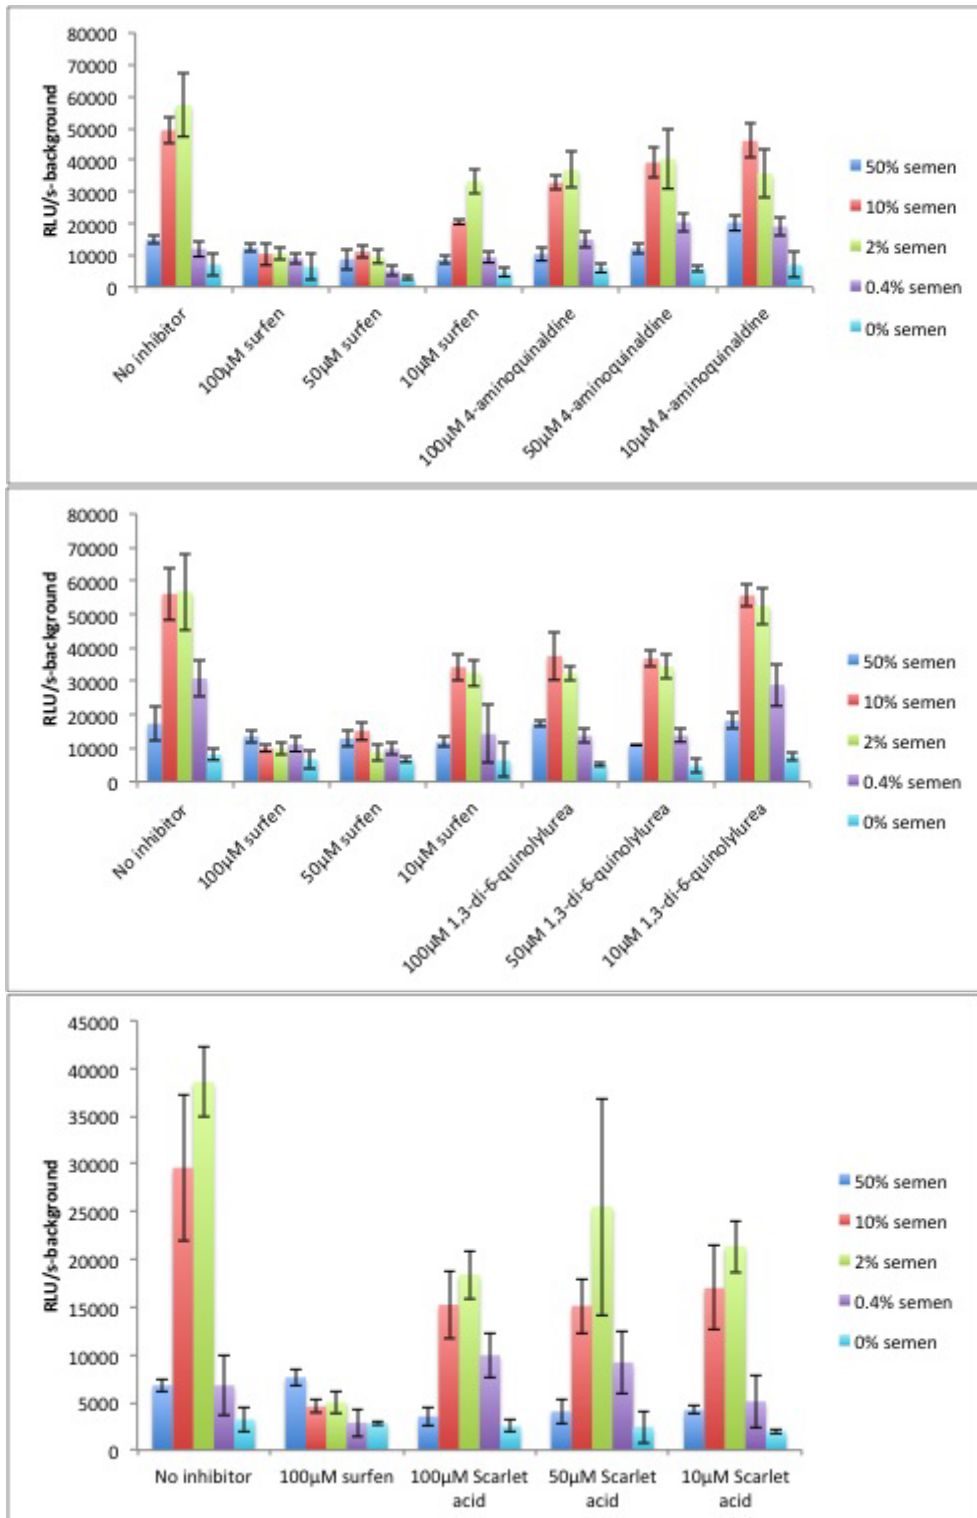 80000
70000
60000
50000
40000
30000
20000
10000
0
RLU/s-background
No inhibitor
100µM surfen
50µM surfen
10µM surfen
100µM 4-aminoquinaldine
50µM 4-aminoquinaldine
10µM 4-aminoquinaldine
50% semen
10% semen
2% semen
0.4% semen
0% semen
80000
70000
60000
50000
40000
30000
20000
10000
0
RLU/s-background
No inhibitor
100µM surfen
50µM surfen
10µM surfen
100µM 1,3-di-6-quinolylurea
50µM 1,3-di-6-quinolylurea
10µM 1,3-di-6-quinolylurea
50% semen
10% semen
2% semen
0.4% semen
0% semen
45000
40000
35000
30000
25000
20000
15000
10000
5000
0
RLU/s-background
No inhibitor
100µM surfen
100µM Scarlet
acid
50µM Scarlet
acid
10µM Scarlet
acid
50% semen
10% semen
2% semen
0.4% semen
0% semen